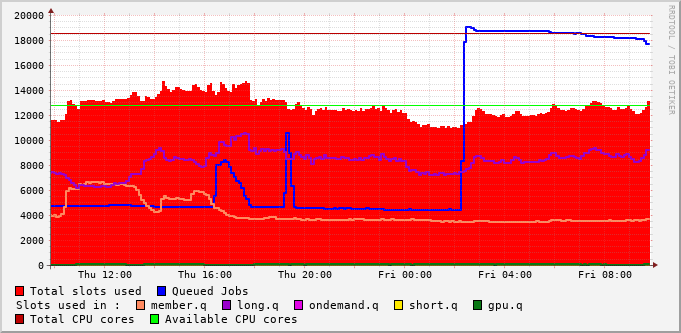 20000
18000
16000
14000
12000
10000
8000
6000
4000
2000
0
Thu 12:00 Thu 16:00 Thu 20:00 Fri 00:00 Fri 04:00 Fri 08:00
RRDTOOL / TOBI OETIKER
Total slots used Queued Jobs
Slots used in : member.q long.q ondemand.q short.q gpu.q
Total CPU cores Available CPU cores